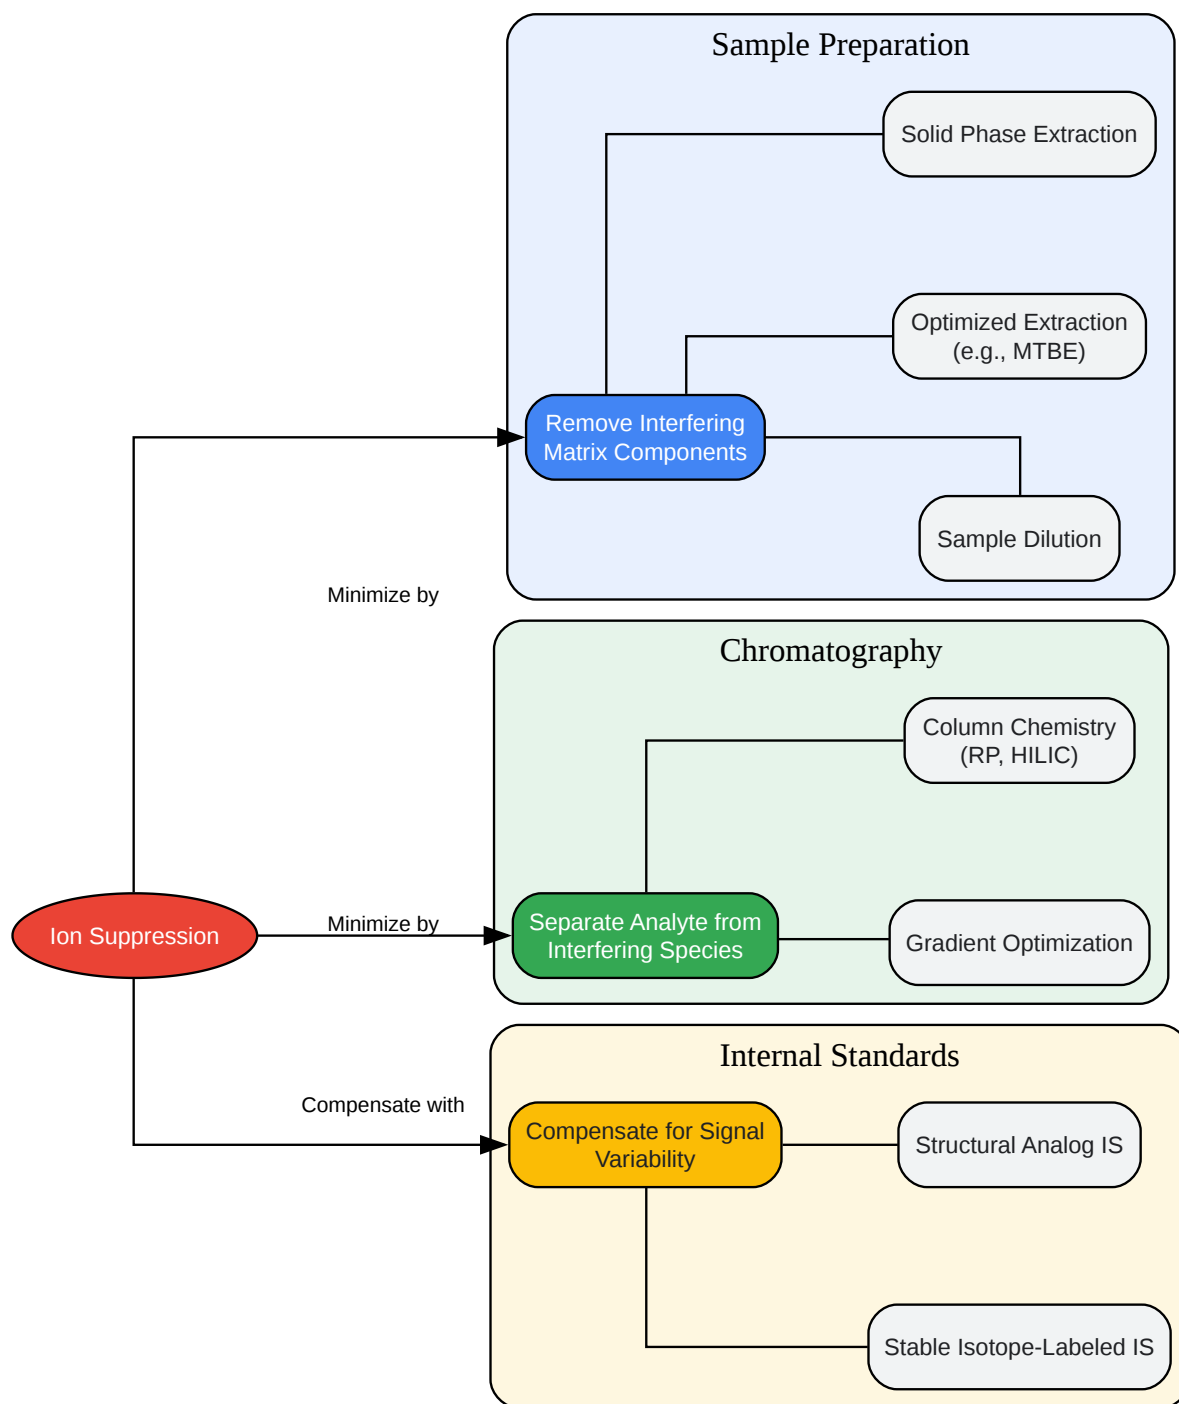 Sample Preparation
Solid Phase Extraction
Optimized Extraction
(e.g., MTBE)
Remove Interfering
Matrix Components
Sample Dilution
Minimize by
Chromatography
Column Chemistry
(RP, HILIC)
Ion Suppression
Minimize by
Separate Analyte from
Interfering Species
Gradient Optimization
Internal Standards
Compensate with
Compensate for Signal
Variability
Structural Analog IS
Stable Isotope-Labeled IS